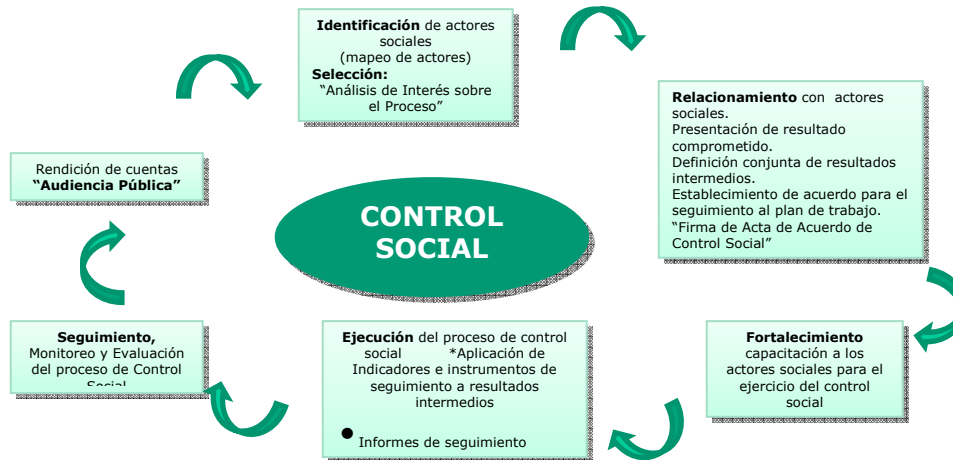 Identificación de actores
sociales
(mapeo de actores)
Selección:
“Análisis de Interés sobre
el Proceso”
Relacionamiento con actores
sociales.
Presentación de resultado
comprometido.
Definición conjunta de resultados
intermedios.
Establecimiento de acuerdo para el
seguimiento al plan de trabajo.
“Firma de Acta de Acuerdo de
Control Social”
Rendición de cuentas
“Audiencia Pública”
CONTROL
SOCIAL
Seguimiento,
Monitoreo y Evaluación
del proceso de Control
Social
Ejecución del proceso de control
social *Aplicación de
Indicadores e instrumentos de
seguimiento a resultados
intermedios
● Informes de seguimiento
Fortalecimiento
capacitación a los
actores sociales para el
ejercicio del control
social